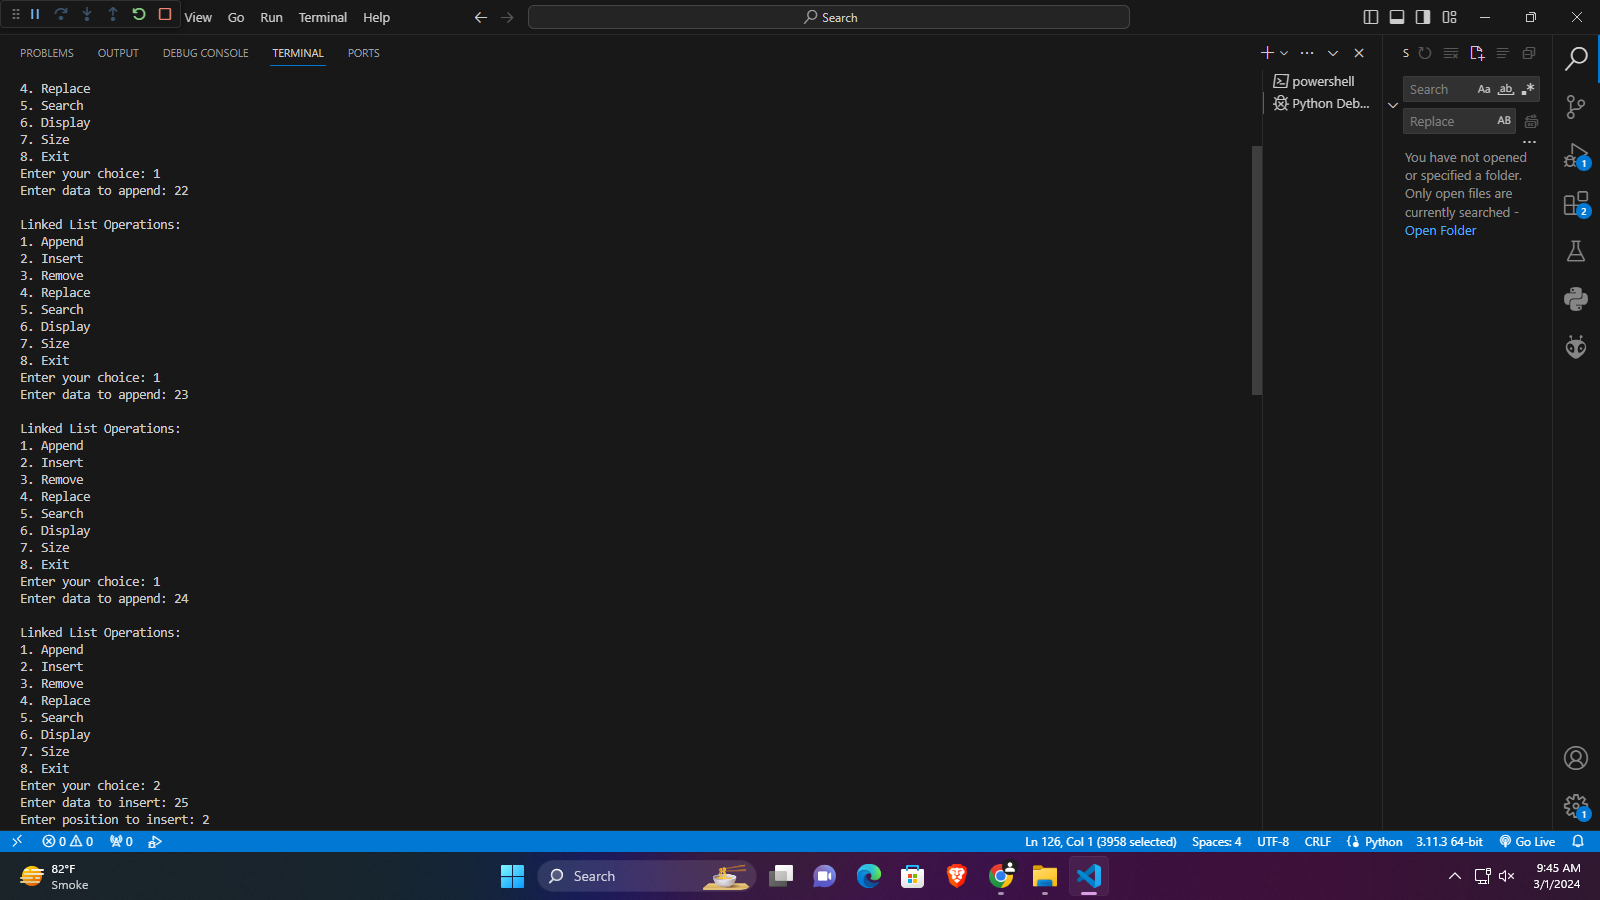 View Go Run Terminal Help
Search
PROBLEMS OUTPUT DEBUG CONSOLE TERMINAL PORTS
4. Replace
5. Search
6. Display
7. Size
8. Exit
Enter your choice: 1
Enter data to append: 22
Linked List Operations:
1. Append
2. Insert
3. Remove
4. Replace
5. Search
6. Display
7. Size
8. Exit
Enter your choice: 1
Enter data to append: 23
Linked List Operations:
1. Append
2. Insert
3. Remove
4. Replace
5. Search
6. Display
7. Size
8. Exit
Enter your choice: 1
Enter data to append: 24
Linked List Operations:
1. Append
2. Insert
3. Remove
4. Replace
5. Search
6. Display
7. Size
8. Exit
Enter your choice: 2
Enter data to insert: 25
Enter position to insert: 2
powershell
Python Deb...
S
Search Aa ab .*
Replace AB
You have not opened
or specified a folder.
Only open files are
currently searched -
Open Folder
1
2
1
0 0 0
Ln 126, Col 1 (3958 selected) Spaces: 4 UTF-8 CRLF Python 3.11.3 64-bit Go Live
82°F
Smoke
Search
9:45 AM
3/1/2024